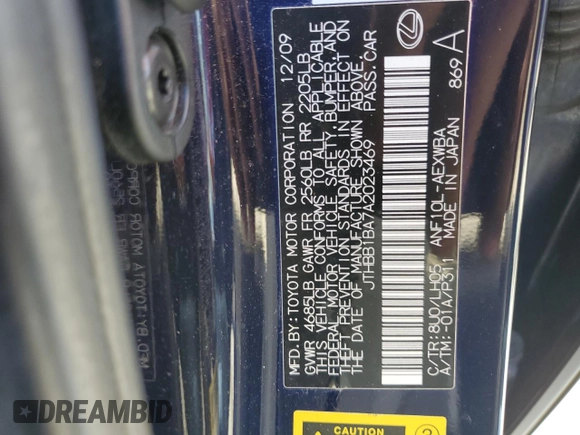 MFD.BY:TOYOTA MOTOR CORPORATION 12/09
GVWR 4685LB GAWR FR 2560LB RR 2205LB
THIS VEHICLE CONFORMS TO ALL APPLICABLE
FEDERAL MOTOR VEHICLE SAFETY, BUMPER, AND
THEFT PREVENTION STANDARDS IN EFFECT ON
THE DATE OF MANUFACTURE SHOWN ABOVE.
JTHBB1BA7A2023469 PASS.CAR
C/TR:8U0/LH05 ANF10L-AEXWBA
A/TM:-01A/P311 MADE IN JAPAN 869 A
CAUTION
DREAMBID